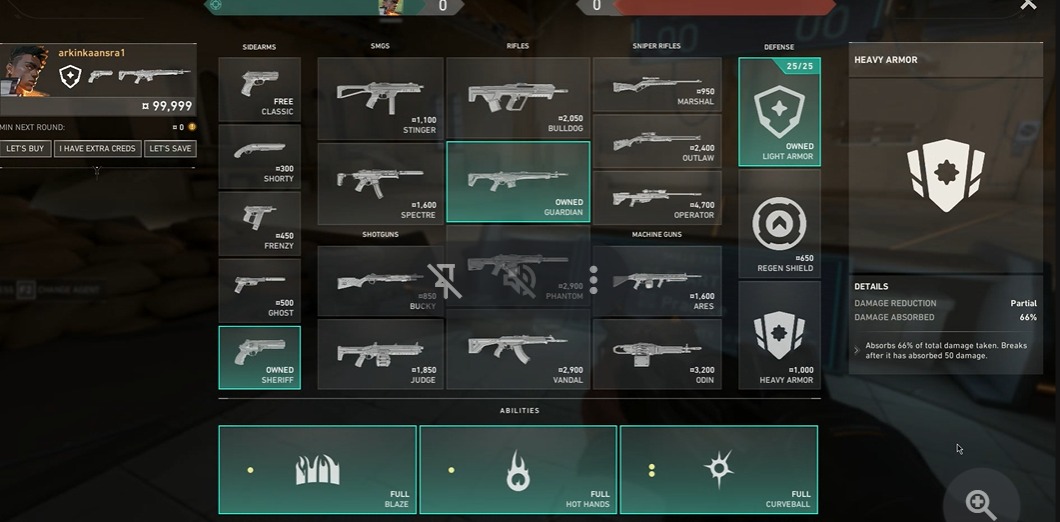 0
0
00
arkinkaansra1
¤ 99,999
MIN NEXT ROUND: ¤ 0
LET'S BUY
I HAVE EXTRA CREDS
LET'S SAVE
F2 CHANGE AGENT
SIDEARMS
FREE
CLASSIC
¤300
SHORTY
¤450
FRENZY
¤500
GHOST
OWNED
SHERIFF
SMGS
¤1,100
STINGER
¤1,600
SPECTRE
SHOTGUNS
¤850
BUCKY
¤1,850
JUDGE
RIFLES
¤2,050
BULLDOG
OWNED
GUARDIAN
¤2,900
PHANTOM
¤2,900
VANDAL
SNIPER RIFLES
¤950
MARSHAL
¤2,400
OUTLAW
¤4,700
OPERATOR
MACHINE GUNS
¤1,600
ARES
¤3,200
ODIN
DEFENSE
25/25
OWNED
LIGHT ARMOR
¤650
REGEN SHIELD
¤1,000
HEAVY ARMOR
HEAVY ARMOR
DETAILS
DAMAGE REDUCTION Partial
DAMAGE ABSORBED 66%
Absorbs 66% of total damage taken. Breaks
after it has absorbed 50 damage.
ABILITIES
FULL
BLAZE
FULL
HOT HANDS
FULL
CURVEBALL